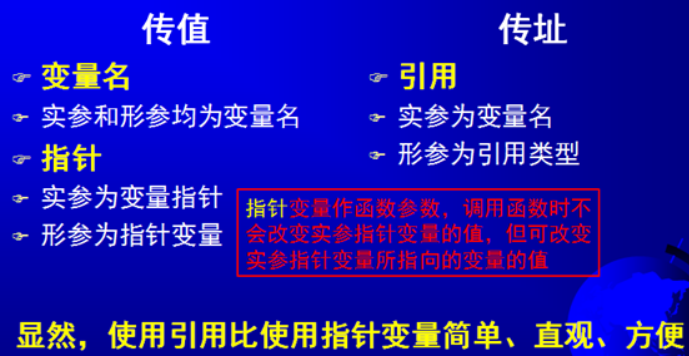 传值
变量名
实参和形参均为变量名
指针
实参为变量指针
形参为指针变量
传址
引用
实参为变量名
形参为引用类型
指针变量作函数参数，调用函数时不
会改变实参指针变量的值，但可改变
实参指针变量所指向的变量的值
显然，使用引用比使用指针变量简单、直观、方便